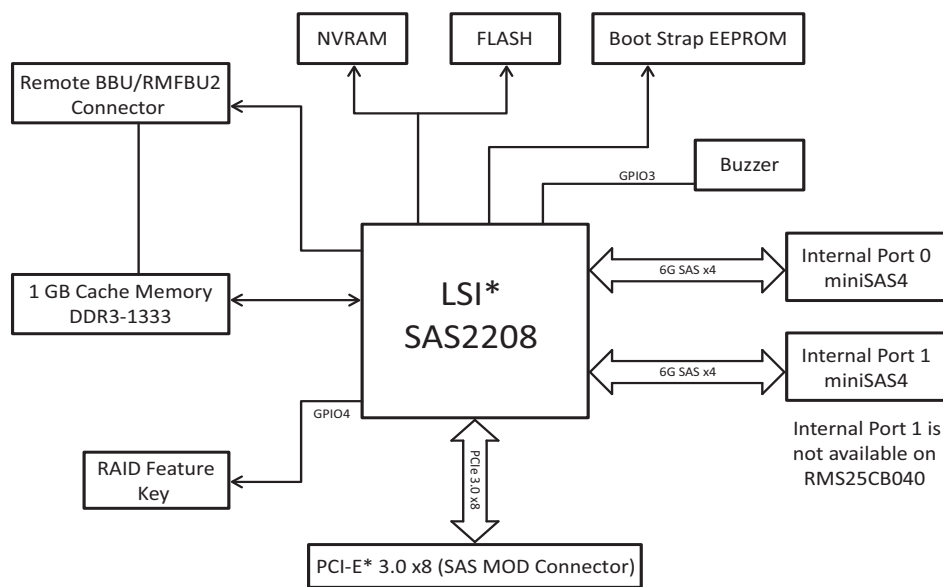 NVRAM
FLASH
Boot Strap EEPROM
Remote BBU/RMFBU2
Connector
Buzzer
GPIO3
LSI*
SAS2208
6G SAS x4
Internal Port 0
miniSAS4
1 GB Cache Memory
DDR3-1333
6G SAS x4
Internal Port 1
miniSAS4
GPIO4
Internal Port 1 is
not available on
RMS25CB040
RAID Feature
Key
PCIe 3.0 x8
PCI-E* 3.0 x8 (SAS MOD Connector)